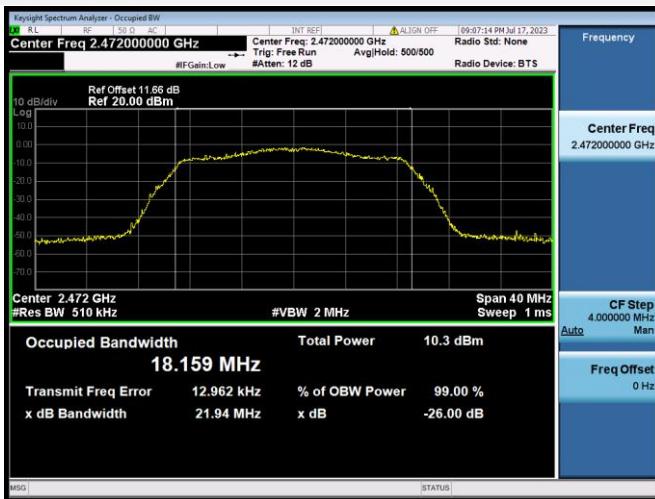 Keysight Spectrum Analyzer - Occupied BW
RL RF 50 Ω AC INT REF ALIGN OFF 09:07:14 PM Jul 17, 2023
Center Freq 2.472000000 GHz
Center Freq: 2.472000000 GHz Radio Std: None
Trig: Free Run Avg|Hold: 500/500
#IFGain:Low #Atten: 12 dB Radio Device: BTS
Frequency
Ref Offset 11.66 dB
10 dB/div Ref 20.00 dBm
Log
10.0
0.00
-10.0
-20.0
-30.0
-40.0
-50.0
-60.0
-70.0
Center 2.472 GHz Span 40 MHz
#Res BW 510 kHz #VBW 2 MHz Sweep 1 ms
Occupied Bandwidth Total Power 10.3 dBm
18.159 MHz
Transmit Freq Error 12.962 kHz % of OBW Power 99.00 %
x dB Bandwidth 21.94 MHz x dB -26.00 dB
Center Freq
2.472000000 GHz
CF Step
4.000000 MHz
Auto Man
Freq Offset
0 Hz
MSG STATUS